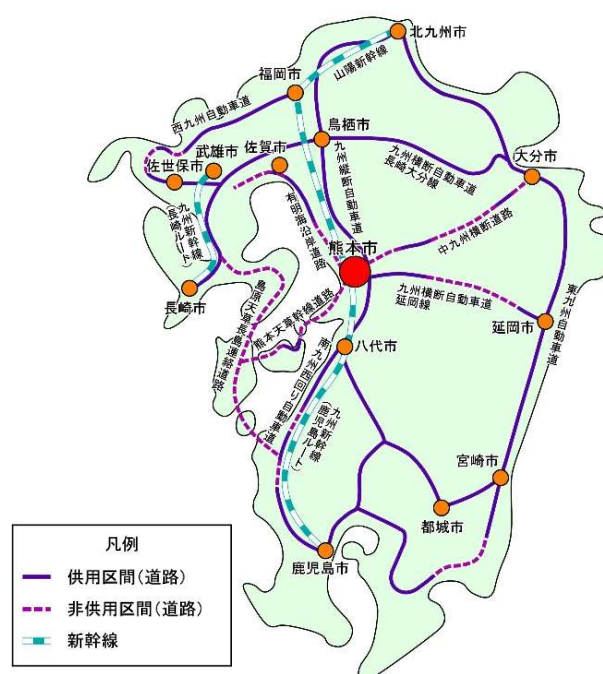 北九州市
山陽新幹線
福岡市
西九州自動車道
鳥栖市
佐賀市
武雄市
佐世保市
九州縦断自動車道
九州横断自動車道
長崎大分線
大分市
有明海沿岸道路
中九州横断道路
熊本市
九州新幹線
(長崎ルート)
長崎市
島原天草長島連絡道路
熊本天草幹線道路
九州横断自動車道
延岡線
延岡市
東九州自動車道
八代市
南九州西回り自動車道
九州新幹線
(鹿児島ルート)
宮崎市
都城市
鹿児島市
凡例
供用区間(道路)
非供用区間(道路)
新幹線